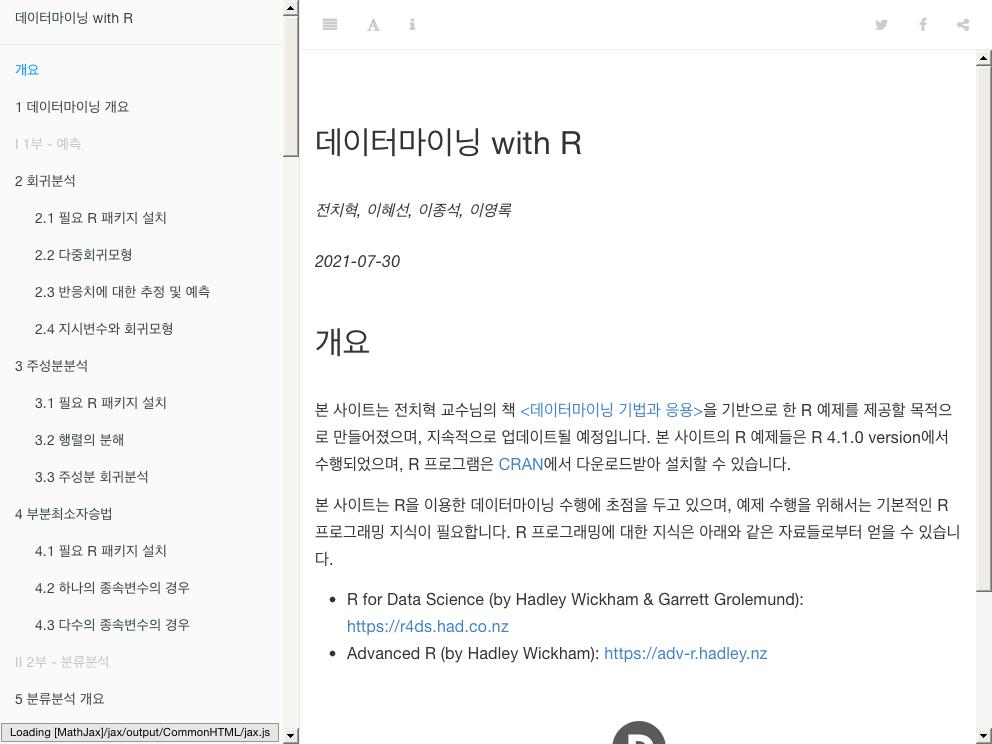 데이터마이닝 with R
개요
1 데이터마이닝 개요
I 1부 - 예측
2 회귀분석
2.1 필요 R 패키지 설치
2.2 다중회귀모형
2.3 반응치에 대한 추정 및 예측
2.4 지시변수와 회귀모형
3 주성분분석
3.1 필요 R 패키지 설치
3.2 행렬의 분해
3.3 주성분 회귀분석
4 부분최소자승법
4.1 필요 R 패키지 설치
4.2 하나의 종속변수의 경우
4.3 다수의 종속변수의 경우
II 2부 - 분류분석
5 분류분석 개요
Loading [MathJax]/jax/output/CommonHTML/jax.js
데이터마이닝 with R
전치혁, 이혜선, 이종석, 이영록
2021-07-30
개요
본 사이트는 전치혁 교수님의 책 <데이터마이닝 기법과 응용>을 기반으로 한 R 예제를 제공할 목적으
로 만들어졌으며, 지속적으로 업데이트될 예정입니다. 본 사이트의 R 예제들은 R 4.1.0 version에서
수행되었으며, R 프로그램은 CRAN에서 다운로드받아 설치할 수 있습니다.
본 사이트는 R을 이용한 데이터마이닝 수행에 초점을 두고 있으며, 예제 수행을 위해서는 기본적인 R
프로그래밍 지식이 필요합니다. R 프로그래밍에 대한 지식은 아래와 같은 자료들로부터 얻을 수 있습니
다.
• R for Data Science (by Hadley Wickham & Garrett Grolemund):
https://r4ds.had.co.nz
• Advanced R (by Hadley Wickham): https://adv-r.hadley.nz